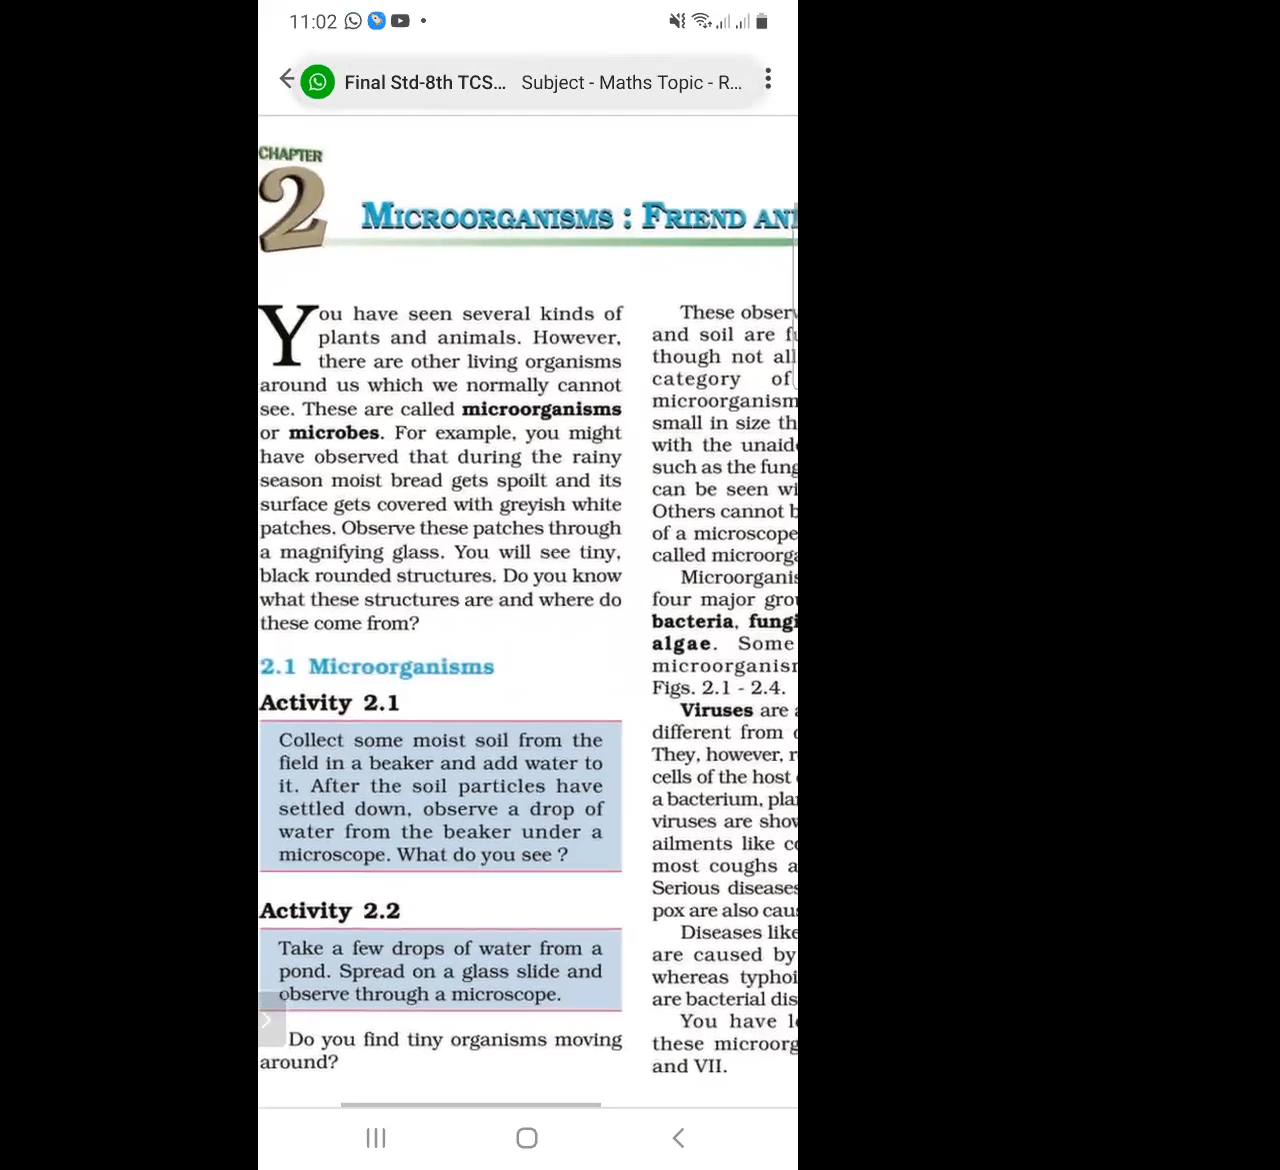 11:02
Final Std-8th TCS... Subject - Maths Topic - R...
CHAPTER
2
MICROORGANISMS : FRIEND
You have seen several kinds of
plants and animals. However,
there are other living organisms
around us which we normally cannot
see. These are called microorganisms
or microbes. For example, you might
have observed that during the rainy
season moist bread gets spoilt and its
surface gets covered with greyish white
patches. Observe these patches through
a magnifying glass. You will see tiny,
black rounded structures. Do you know
what these structures are and where do
these come from?
2.1 Microorganisms
Activity 2.1
Collect some moist soil from the
field in a beaker and add water to
it. After the soil particles have
settled down, observe a drop of
water from the beaker under a
microscope. What do you see ?
Activity 2.2
Take a few drops of water from a
pond. Spread on a glass slide and
observe through a microscope.
Do you find tiny organisms moving
around?
These
and soil are
though not all
category of
microorganism
small in size
with the
such as the
can be seen
Others cannot
of a microscope
called
four major
bacteria, fungi
algae. Some
Figs. 2.1 - 2.4.
Viruses are
different from
They, however,
cells of the host
a bacterium,
viruses are
ailments like
most coughs
Serious diseases
pox are also
Diseases like
are caused by
whereas
are bacterial
You have
these
and VII.